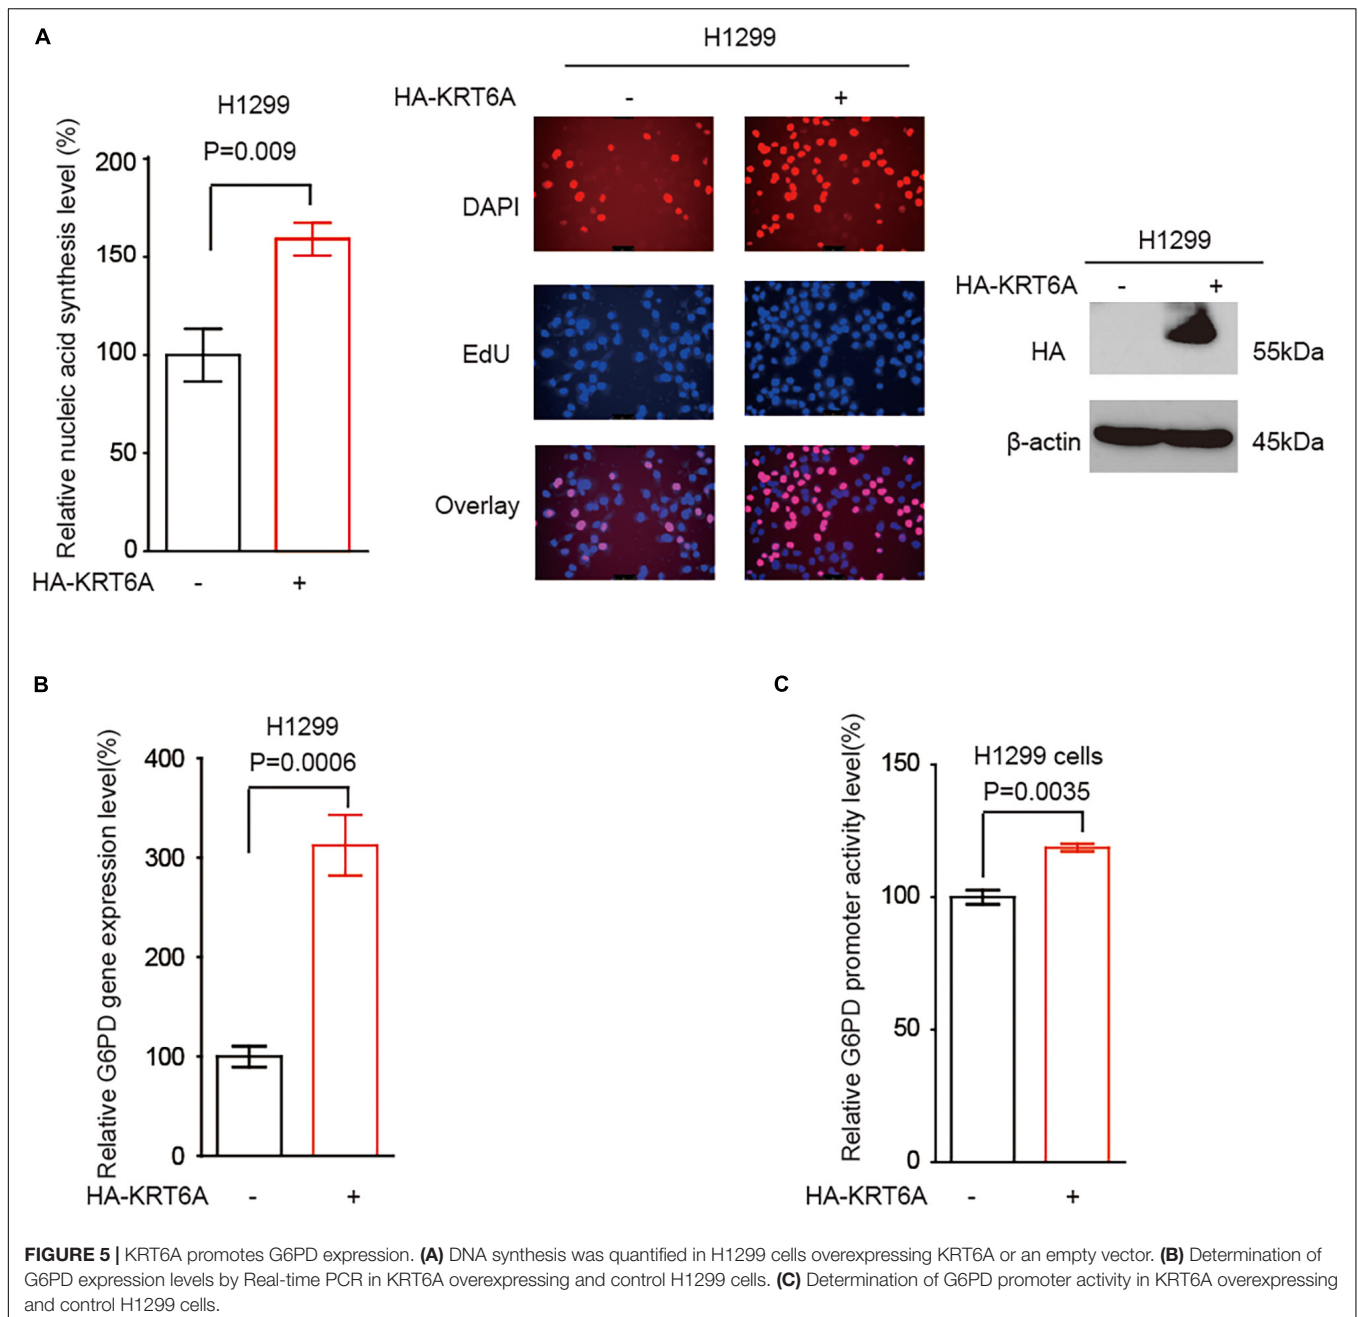 A
H1299
P=0.009
Relative nucleic acid synthesis level (%)
200
150
100
50
0
HA-KRT6A - +
H1299
HA-KRT6A - +
DAPI
EdU
Overlay
H1299
HA-KRT6A - +
HA 55kDa
β-actin 45kDa
B
H1299
P=0.0006
Relative G6PD gene expression level(%)
400
300
200
100
0
HA-KRT6A - +
C
H1299 cells
P=0.0035
Relative G6PD promoter activity level(%)
150
100
50
0
HA-KRT6A - +
FIGURE 5 | KRT6A promotes G6PD expression. (A) DNA synthesis was quantified in H1299 cells overexpressing KRT6A or an empty vector. (B) Determination of
G6PD expression levels by Real-time PCR in KRT6A overexpressing and control H1299 cells. (C) Determination of G6PD promoter activity in KRT6A overexpressing
and control H1299 cells.